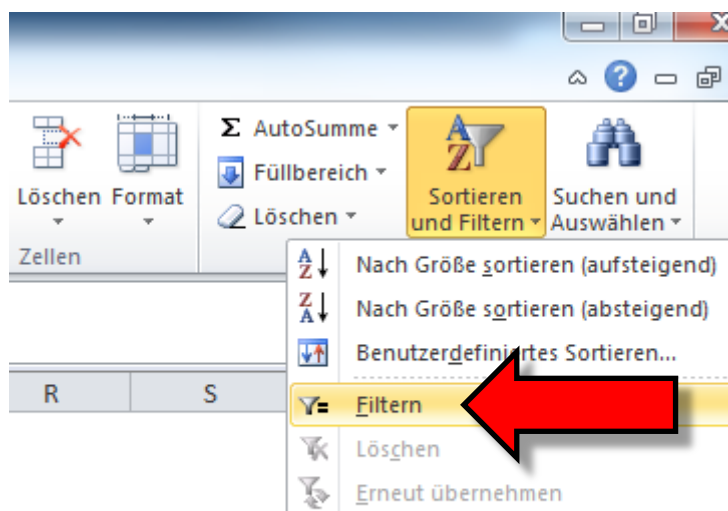 Σ AutoSumme
Füllbereich
Löschen
Löschen Format
Zellen
Sortieren
und Filtern
Suchen und
Auswählen
Nach Größe sortieren (aufsteigend)
Nach Größe sortieren (absteigend)
Benutzerdefiniertes Sortieren...
Filtern
Löschen
Erneut übernehmen
R S